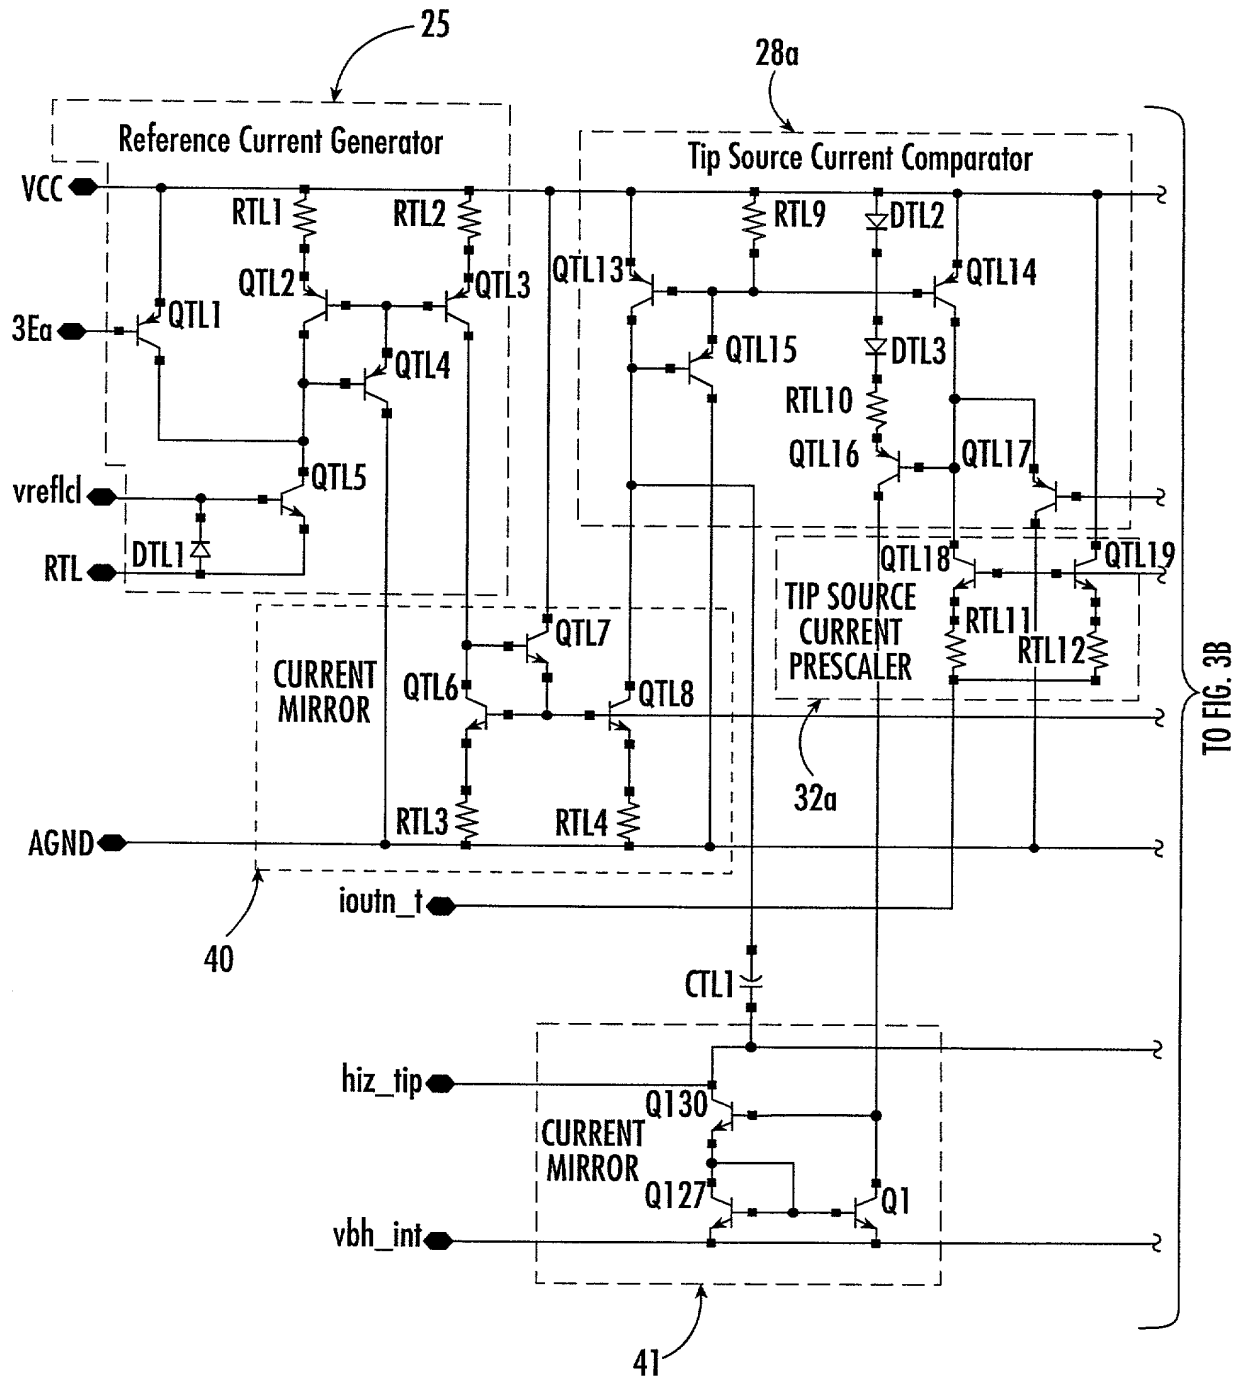 25
28a
Reference Current Generator
Tip Source Current Comparator
VCC
RTL1
RTL2
RTL9
DTL2
QTL13
QTL14
QTL2
QTL3
3Ea
QTL1
QTL4
QTL15
DTL3
RTL10
QTL16
QTL17
QTL5
vreflcl
DTL1
RTL
QTL18
QTL19
TIP SOURCE
CURRENT
PRESCALER
RTL11
RTL12
QTL7
CURRENT
MIRROR
QTL6
QTL8
TO FIG. 3B
32a
RTL3
RTL4
AGND
ioutn_t
40
CTL1
hiz_tip
Q130
CURRENT
MIRROR
Q127
Q1
vbh_int
41